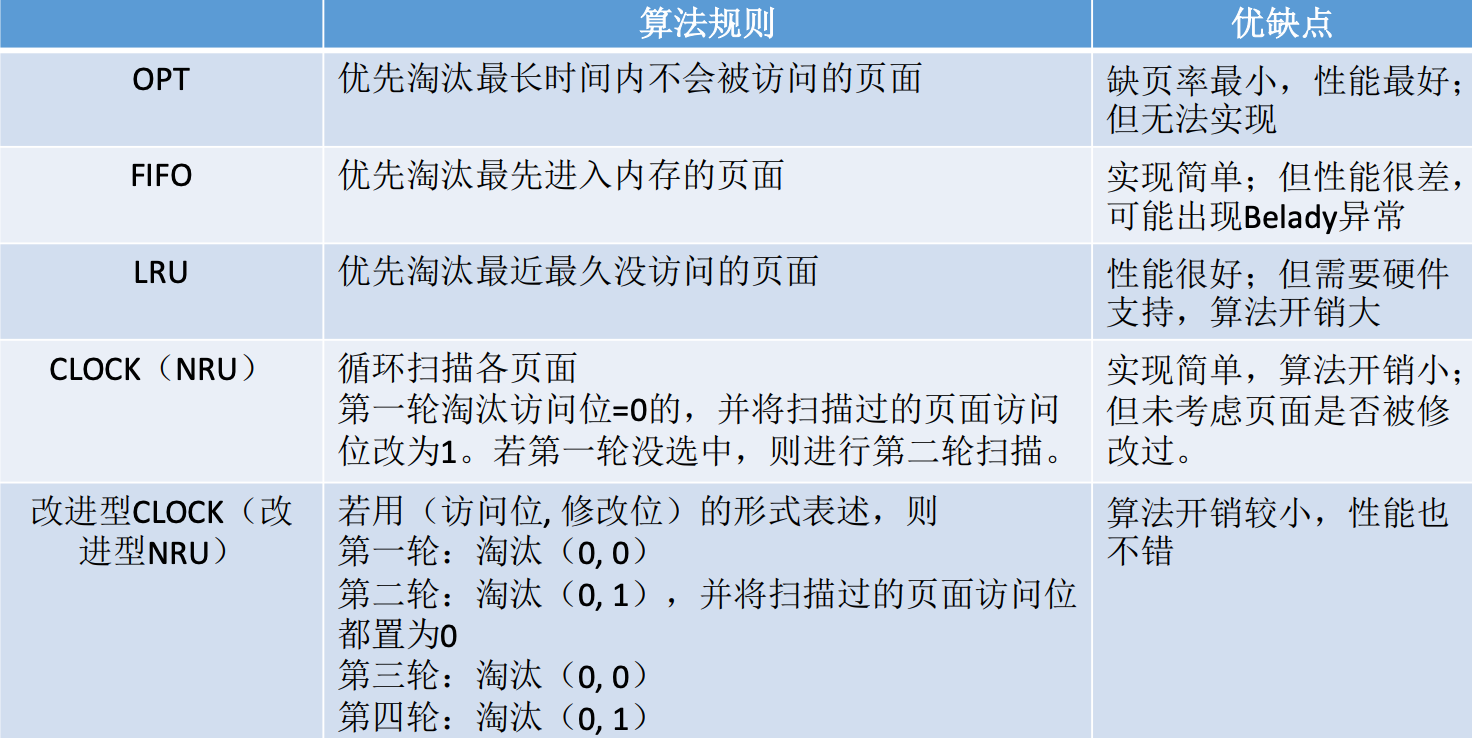 算法规则 优缺点
OPT 优先淘汰最长时间内不会被访问的页面 缺页率最小，性能最好；
但无法实现
FIFO 优先淘汰最先进入内存的页面 实现简单；但性能很差，
可能出现Belady异常
LRU 优先淘汰最近最久没访问的页面 性能很好；但需要硬件
支持，算法开销大
CLOCK（NRU） 循环扫描各页面
第一轮淘汰访问位=0的，并将扫描过的页面访问
位改为1。若第一轮没选中，则进行第二轮扫描。
实现简单，算法开销小；
但未考虑页面是否被修
改过。
改进型CLOCK（改
进型NRU）
若用（访问位, 修改位）的形式表述，则
第一轮：淘汰（0, 0）
第二轮：淘汰（0, 1），并将扫描过的页面访问位
都置为0
第三轮：淘汰（0, 0）
第四轮：淘汰（0, 1）
算法开销较小，性能也
不错